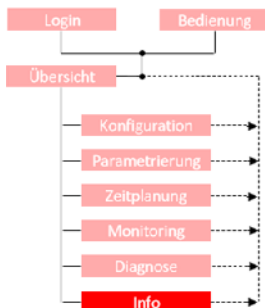 Login
Bedienung
Übersicht
Konfiguration
Parametrierung
Zeitplanung
Monitoring
Diagnose
Info